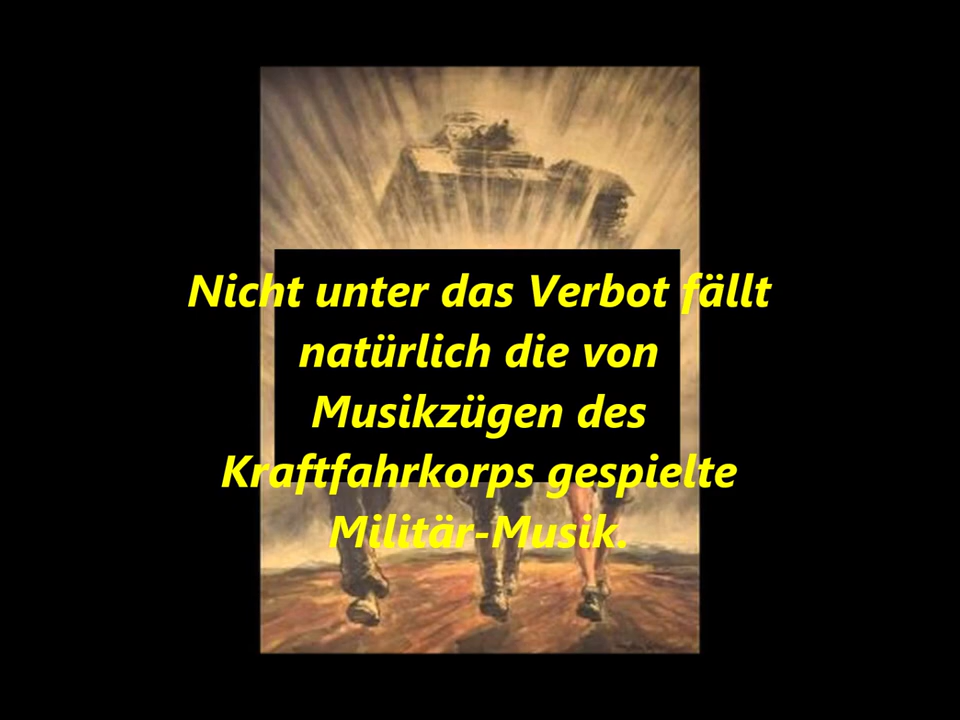 Nicht unter das Verbot fällt
natürlich die von
Musikzügen des
Kraftfahrkorps gespielte
Militär-Musik.